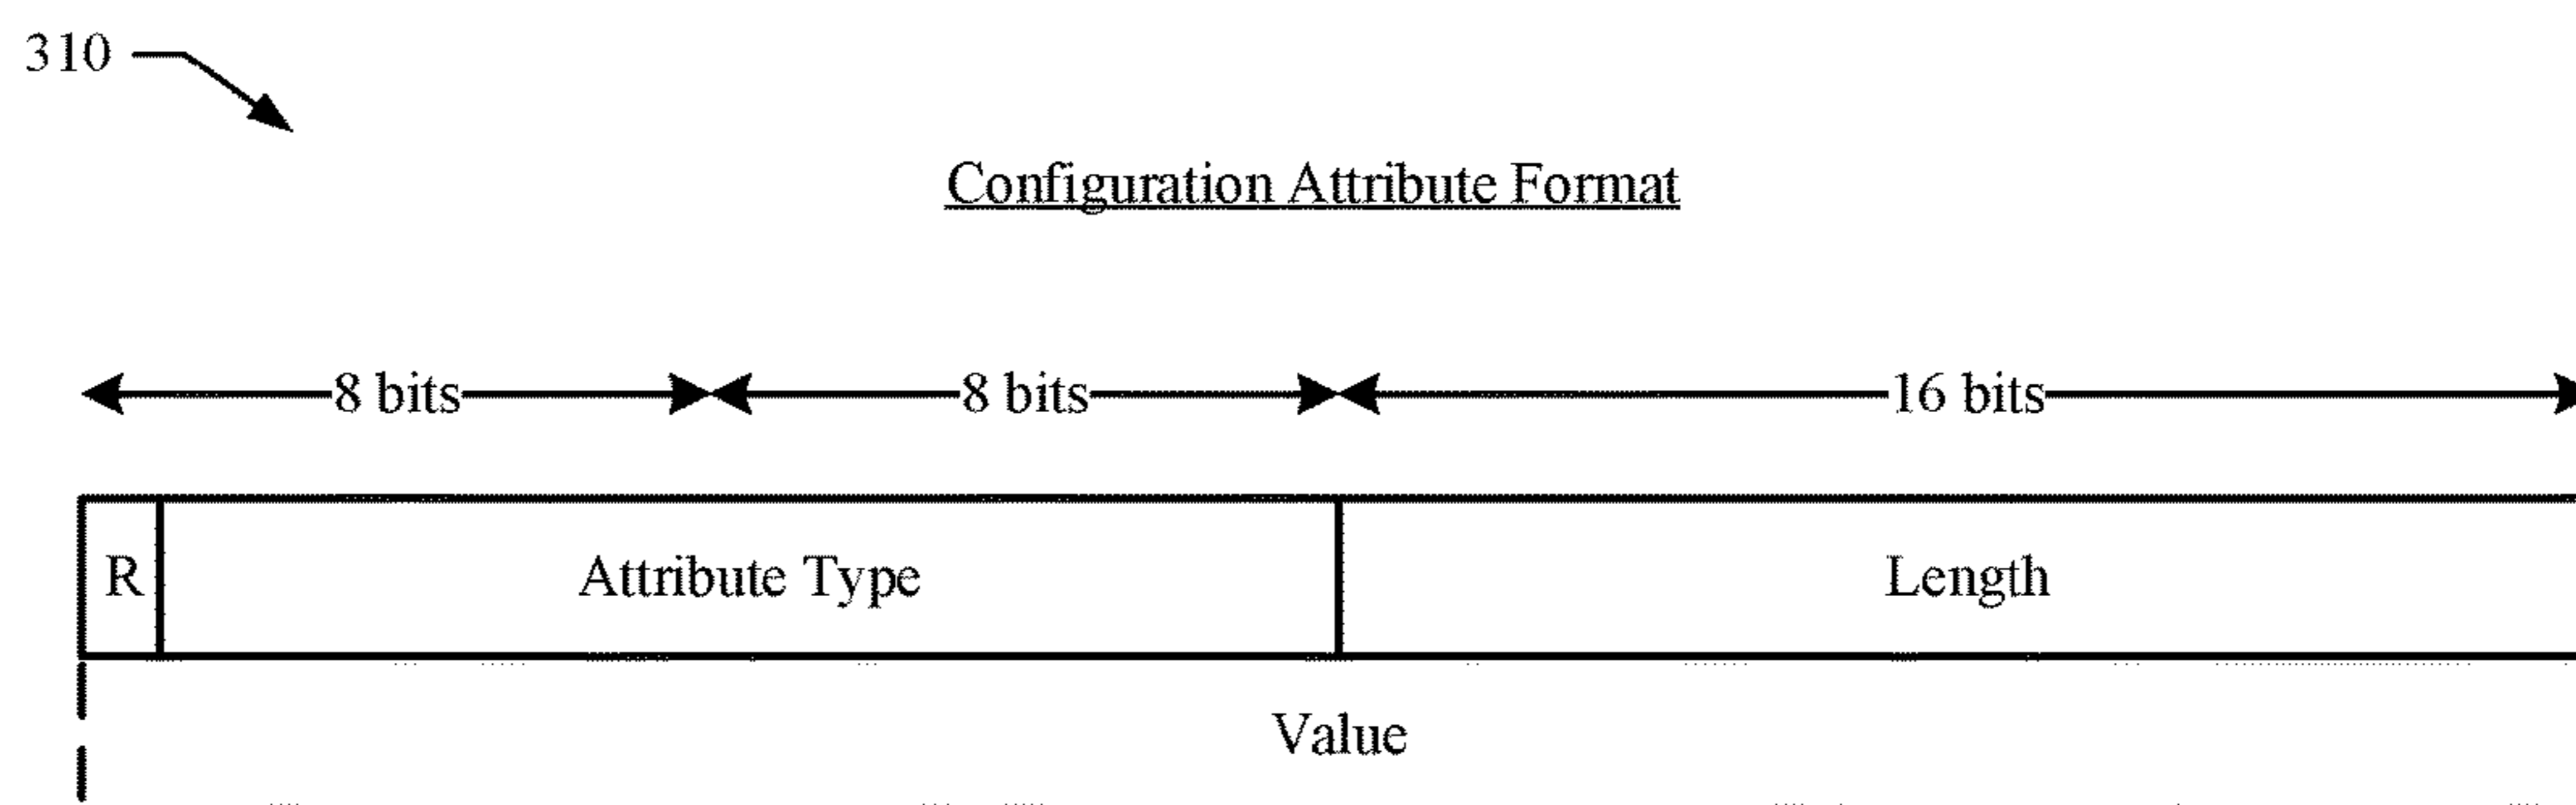 310
Configuration Attribute Format
8 bits 8 bits 16 bits
R Attribute Type Length
Value